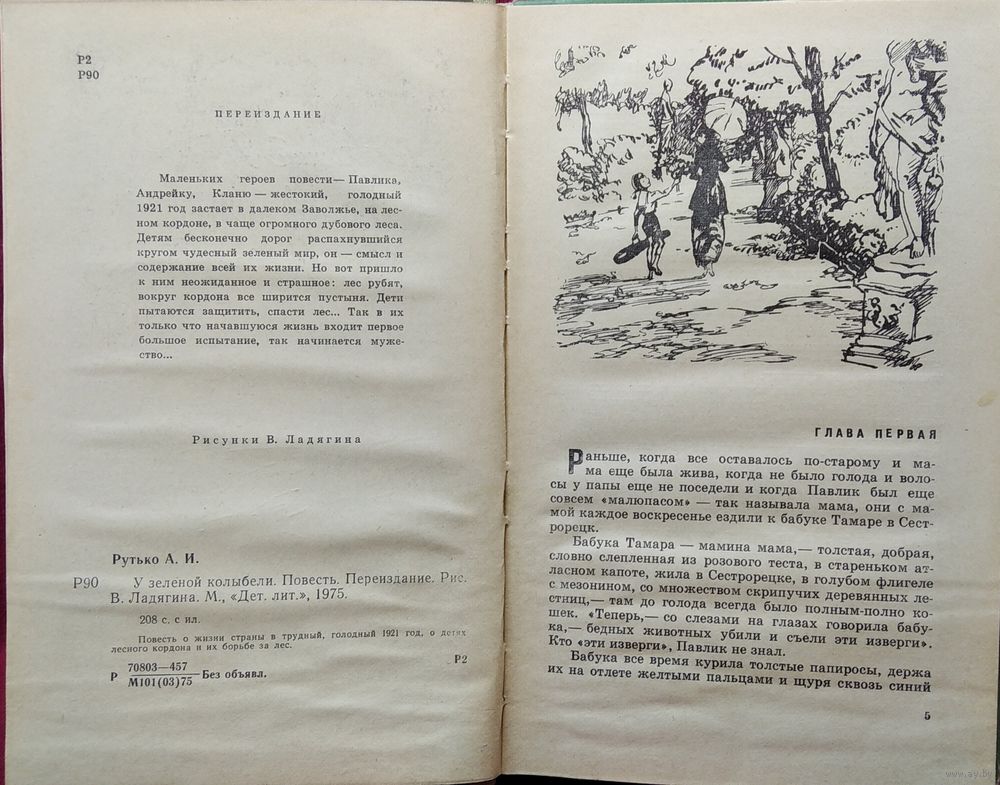 Р2
Р90
ПЕРЕИЗДАНИЕ
Маленьких героев повести— Павлика,
Андрейку, Кланю — жестокий, голодный
1921 год застает в далеком Заволжье, на лес-
ном кордоне, в чаще огромного дубового леса.
Детям бесконечно дорог распахнувшийся
кругом чудесный зеленый мир, он — смысл и
содержание всей их жизни. Но вот пришло
к ним неожиданное и страшное: лес рубят,
вокруг кордона все ширится пустыня. Дети
пытаются защитить, спасти лес... Так в их
только что начавшуюся жизнь входит первое
большое испытание, так начинается муже-
ство...
Рисунки В. Ладягина
Рутько А. И.
Р90 У зеленой колыбели. Повесть. Переиздание. Рис.
В. Ладягина. М., «Дет. лит.», 1975.
208 с. с ил.
Повесть о жизни страны в трудный, голодный 1921 год, о детях
лесного кордона и их борьбе за лес.
Р2
Р 70803—457
М101(03)75 Без объявл.
ГЛАВА ПЕРВАЯ
Раньше, когда все оставалось по-старому и ма-
ма еще была жива, когда не было голода и воло-
сы у папы еще не поседели и когда Павлик был еще
совсем «малюпасом» — так называла мама, они с ма-
мой каждое воскресенье ездили к бабуке Тамаре в Сест-
рорецк.
Бабука Тамара — мамина мама,— толстая, добрая,
словно слепленная из розового теста, в стареньком ат-
ласном капоте, жила в Сестрорецке, в голубом флигеле
с мезонином, со множеством скрипучих деревянных ле-
стниц,— там до голода всегда было полным-полно ко-
шек. «Теперь,— со слезами на глазах говорила бабу-
ка,— бедных животных убили и съели эти изверги».
Кто «эти изверги», Павлик не знал.
Бабука все время курила толстые папиросы, держа
их на отлете желтыми пальцами и щуря сквозь синий
5
www.ay.by